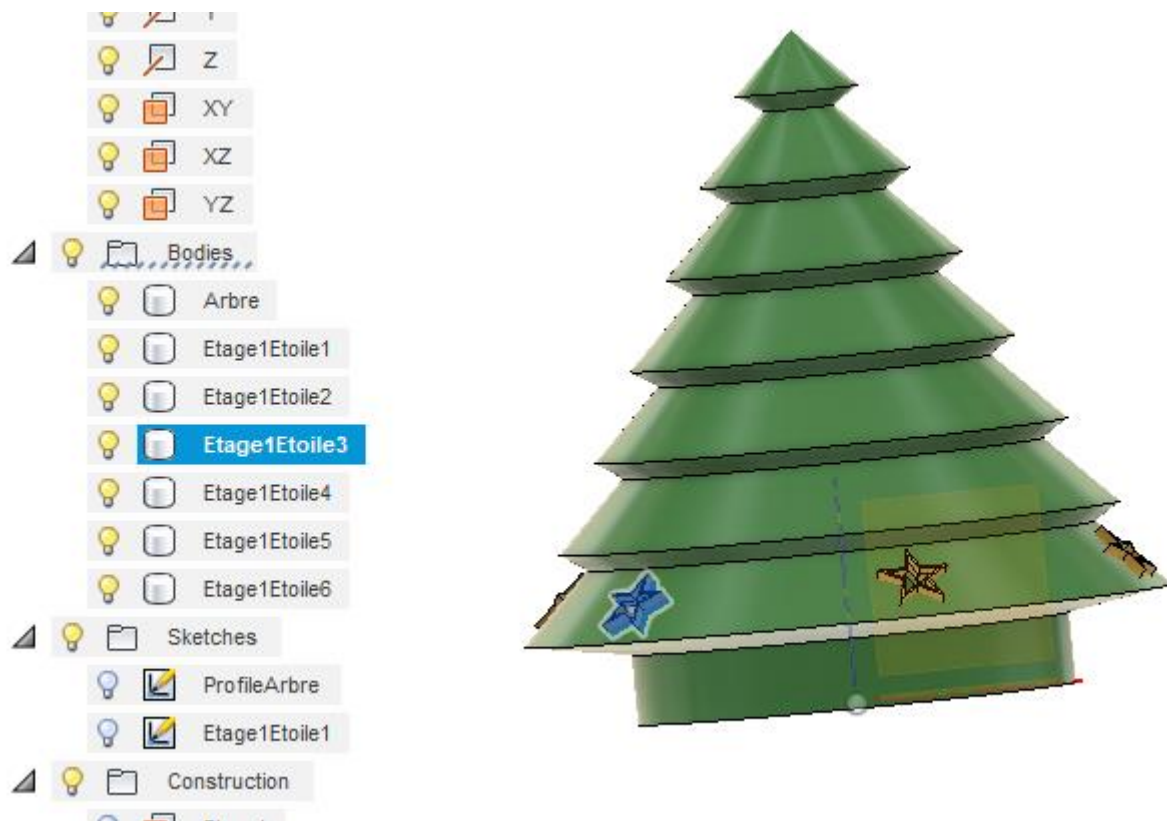 Z
XY
XZ
YZ
Bodies
Arbre
Etage1Etoile1
Etage1Etoile2
Etage1Etoile3
Etage1Etoile4
Etage1Etoile5
Etage1Etoile6
Sketches
ProfileArbre
Etage1Etoile1
Construction